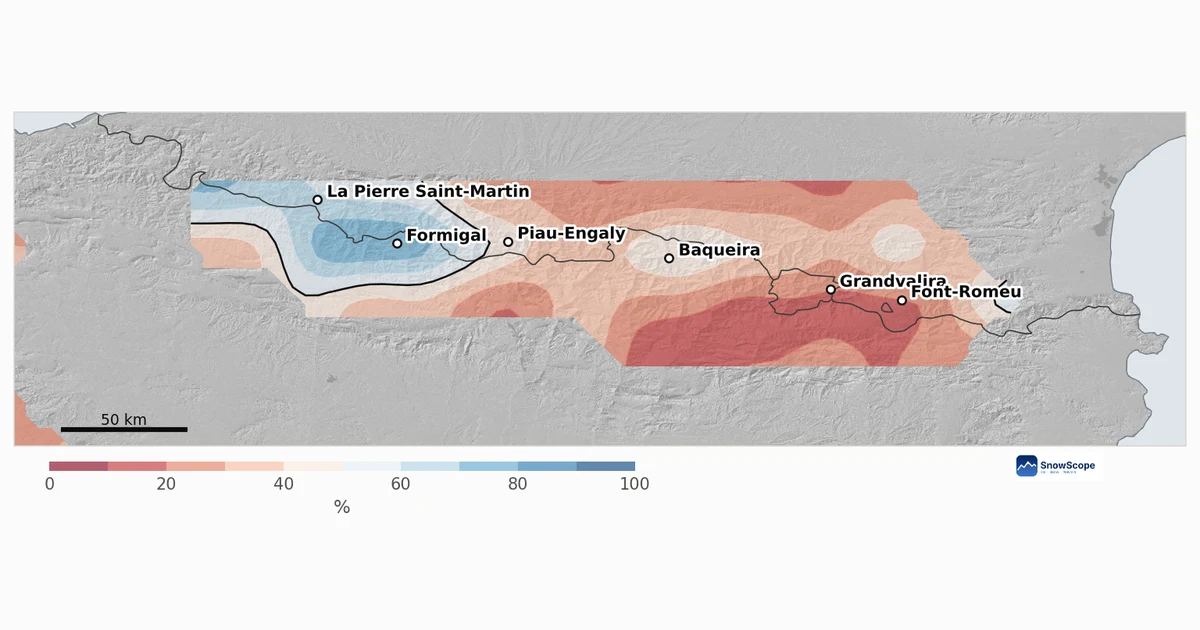 La Pierre Saint-Martin
Formigal
Piau-Engaly
Baqueira
Grandvalira
Font-Romeu
50 km
0 20 40 60 80 100
%
SnowScope